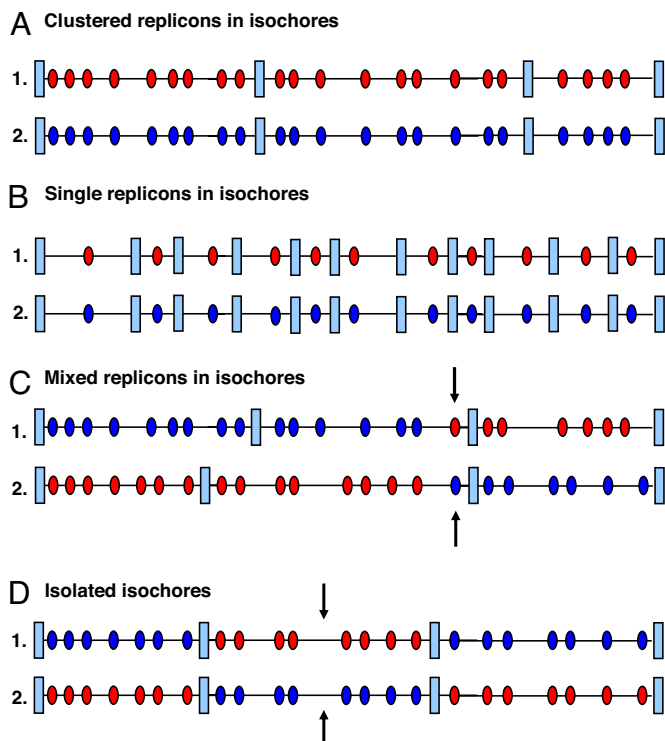 A Clustered replicons in isochores
1.
2.
B Single replicons in isochores
1.
2.
C Mixed replicons in isochores
1.
2.
D Isolated isochores
1.
2.